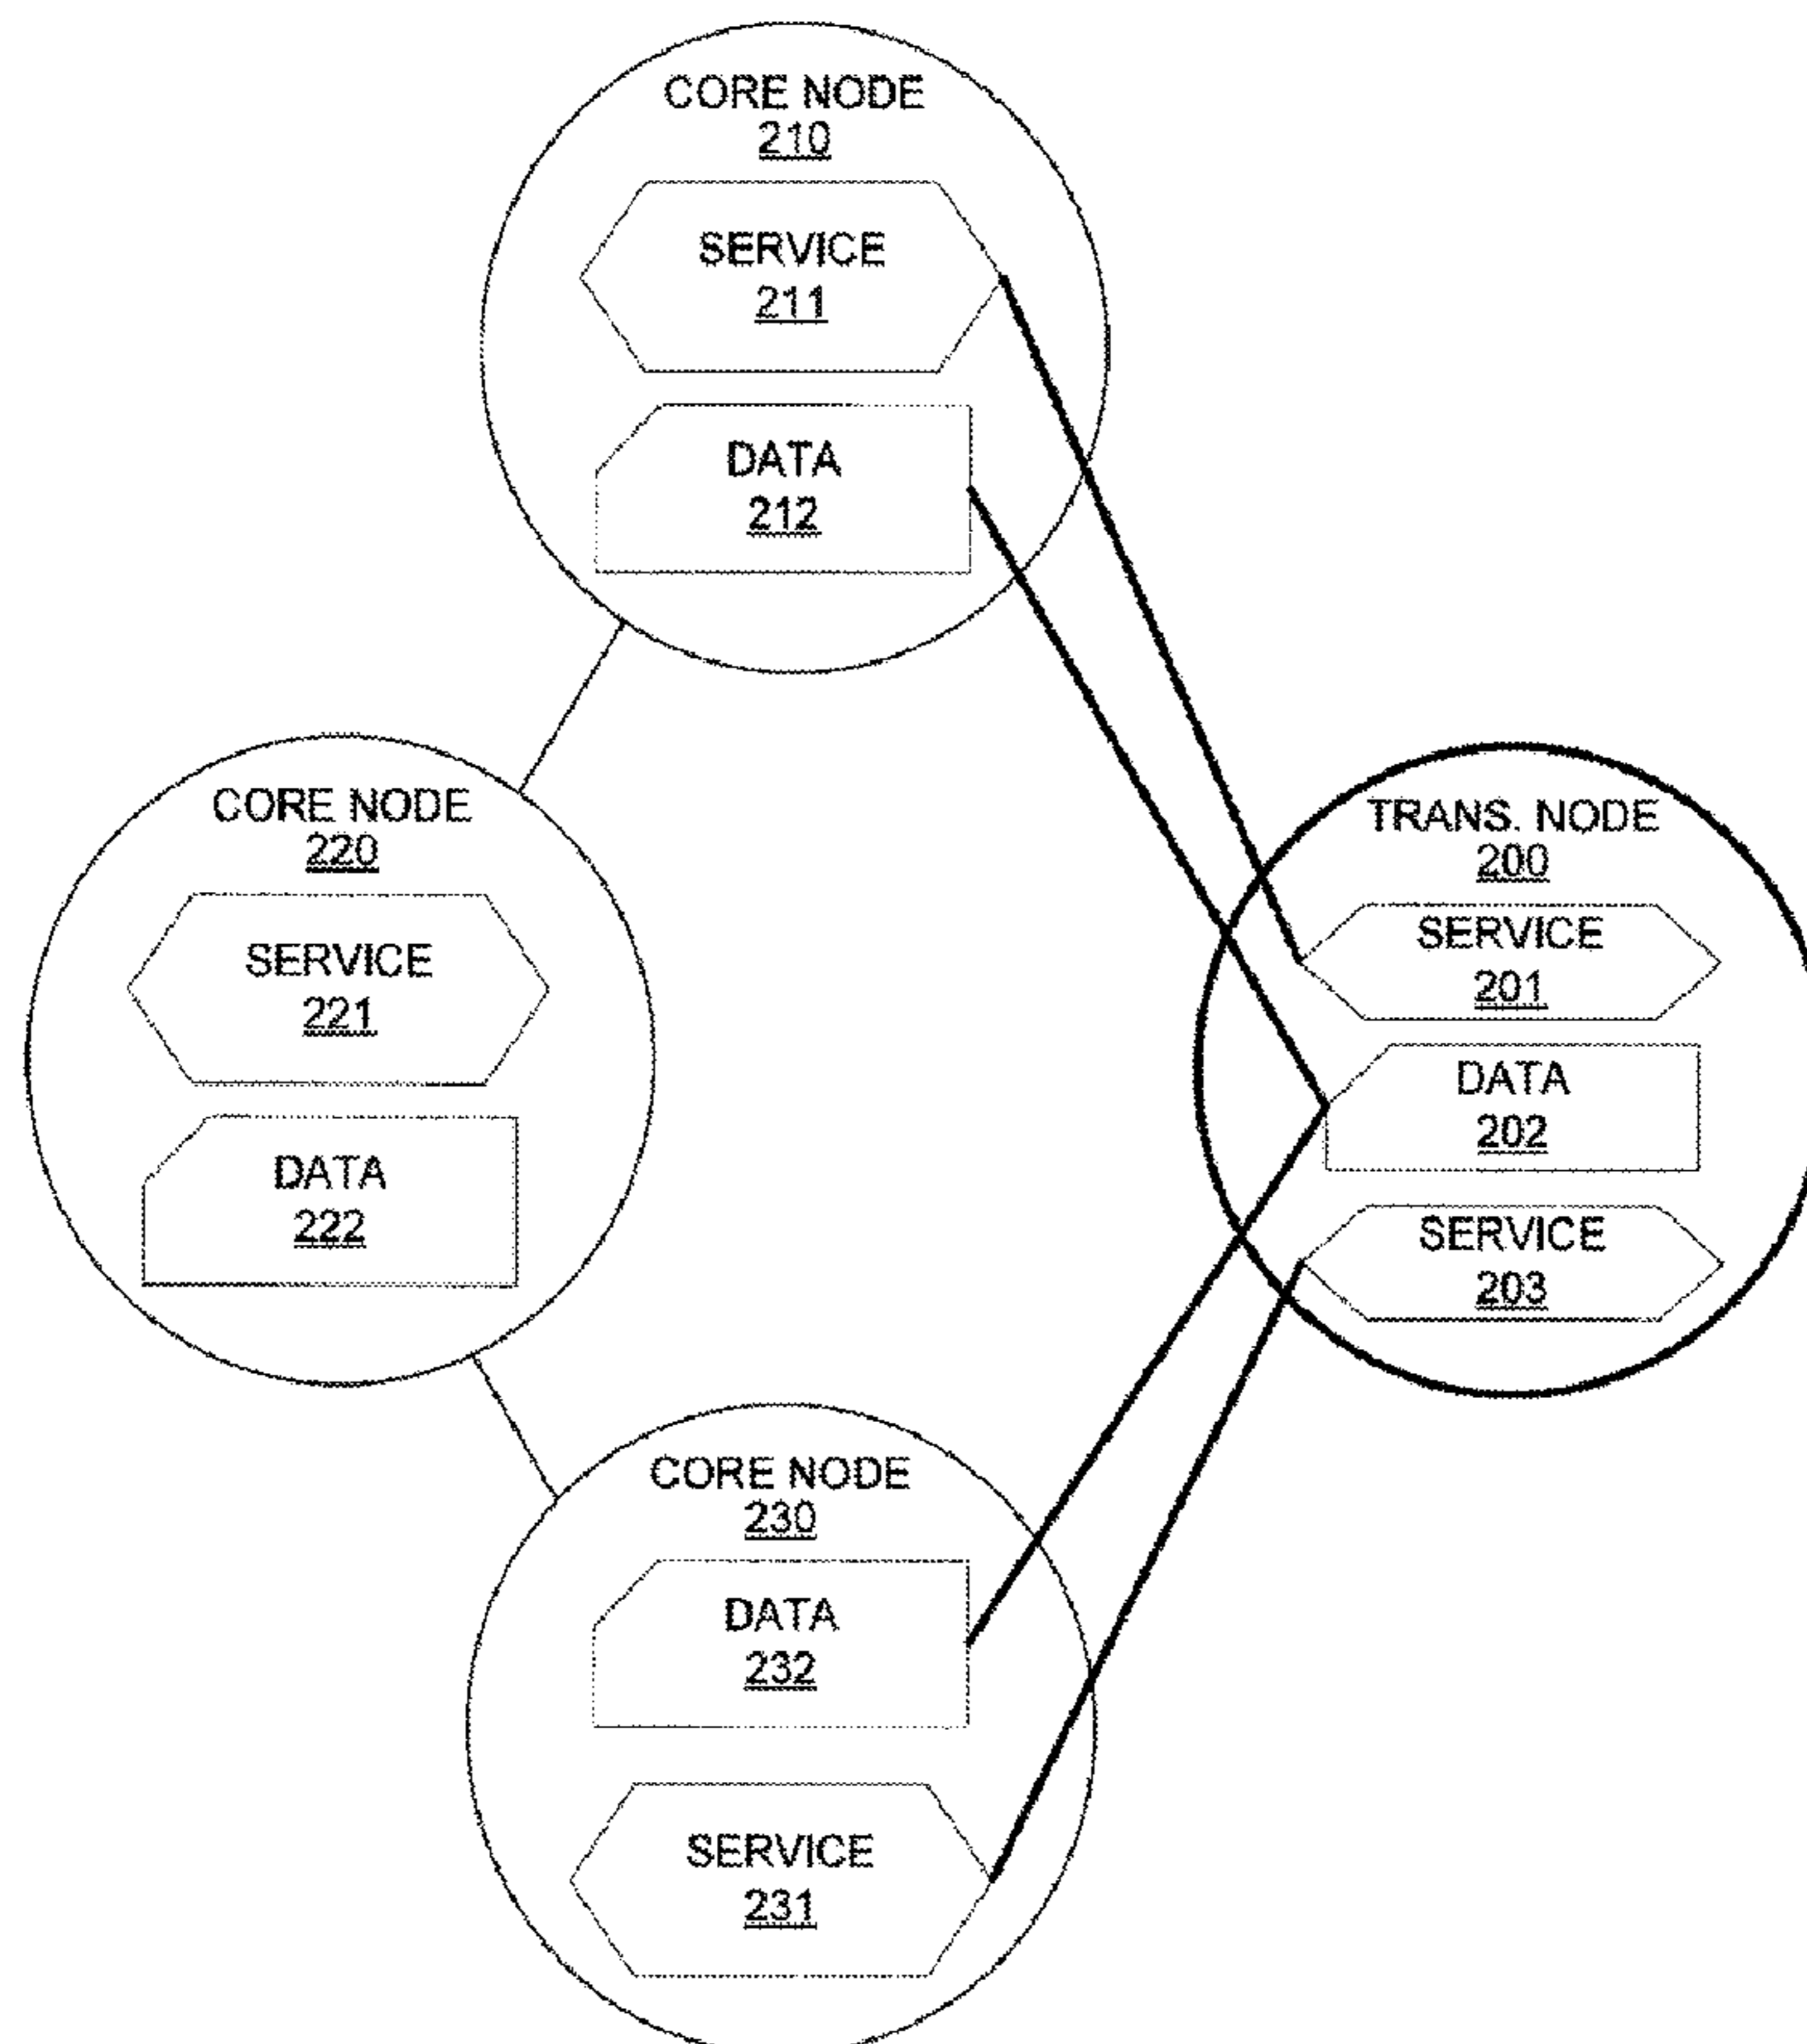 CORE NODE
210
SERVICE
211
DATA
212
CORE NODE
220
SERVICE
221
DATA
222
TRANS. NODE
200
SERVICE
201
DATA
202
SERVICE
203
CORE NODE
230
DATA
232
SERVICE
231